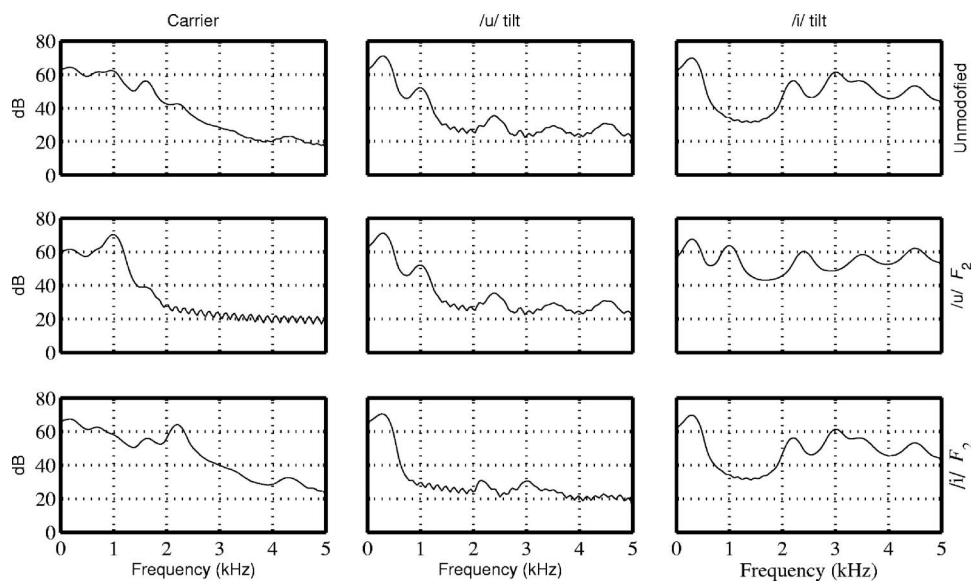 Carrier /u/ tilt /i/ tilt
80
60
40
20
0
dB
Unmodofied
80
60
40
20
0
dB
/u/ F2
80
60
40
20
0
dB
/i/ F2
0 1 2 3 4 5 0 1 2 3 4 5 0 1 2 3 4 5
Frequency (kHz) Frequency (kHz) Frequency (kHz)